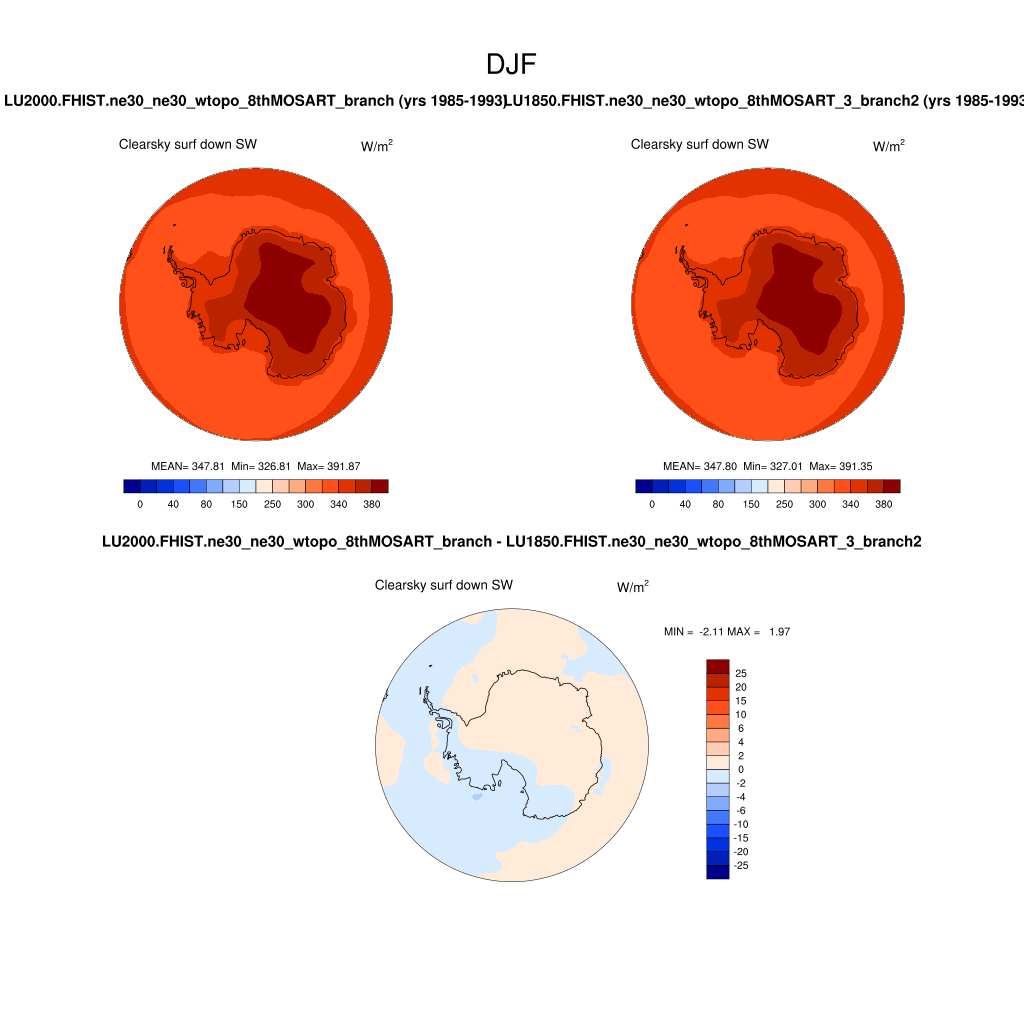 DJF
LU2000.FHIST.ne30_ne30_wtopo_8thMOSART_branch (yrs 1985-1993)
LU1850.FHIST.ne30_ne30_wtopo_8thMOSART_3_branch2 (yrs 1985-1993
Clearsky surf down SW W/m2
Clearsky surf down SW W/m2
MEAN= 347.81 Min= 326.81 Max= 391.87
MEAN= 347.80 Min= 327.01 Max= 391.35
0 40 80 150 250 300 340 380
0 40 80 150 250 300 340 380
LU2000.FHIST.ne30_ne30_wtopo_8thMOSART_branch - LU1850.FHIST.ne30_ne30_wtopo_8thMOSART_3_branch2
Clearsky surf down SW W/m2
MIN = -2.11 MAX = 1.97
25
20
15
10
6
4
2
0
-2
-4
-6
-10
-15
-20
-25